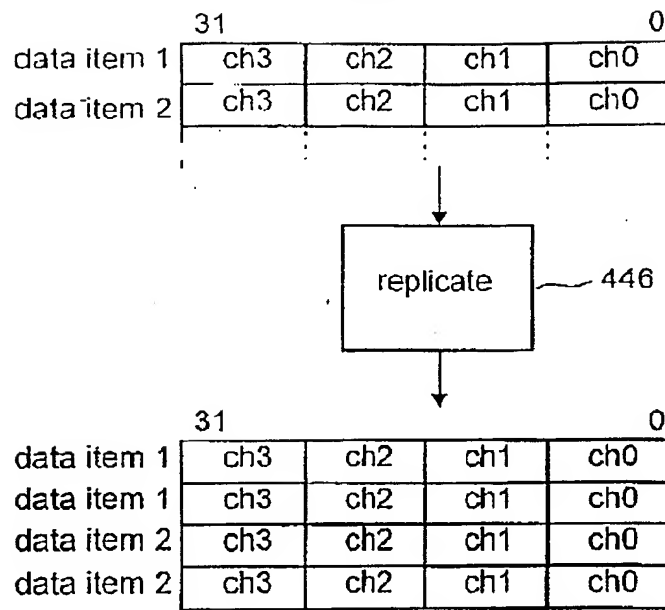 31 0
data item 1 ch3 ch2 ch1 ch0
data item 2 ch3 ch2 ch1 ch0
replicate 446
31 0
data item 1 ch3 ch2 ch1 ch0
data item 1 ch3 ch2 ch1 ch0
data item 2 ch3 ch2 ch1 ch0
data item 2 ch3 ch2 ch1 ch0